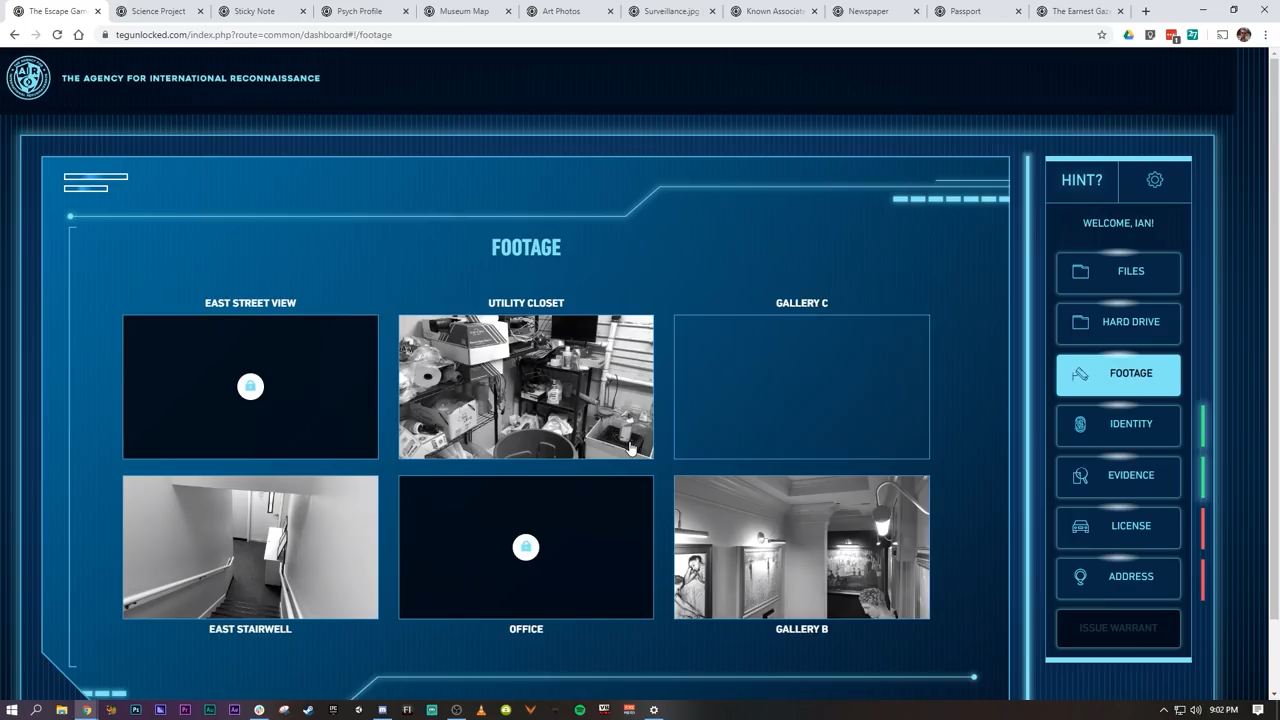 The Escape Gam
Science Project
Sticky Note
Psych Profile
Museum Map
Art Photos
Surveillance.jpg
Known Associate
Newspaper
Passport
The Earnest Gaz
tegunlocked.com/index.php?route=common/dashboard#!/footage
THE AGENCY FOR INTERNATIONAL RECONNAISSANCE
HINT?
WELCOME, IAN!
FILES
HARD DRIVE
FOOTAGE
IDENTITY
EVIDENCE
LICENSE
ADDRESS
ISSUE WARRANT
FOOTAGE
EAST STREET VIEW
UTILITY CLOSET
GALLERY C
EAST STAIRWELL
OFFICE
GALLERY B
9:02 PM